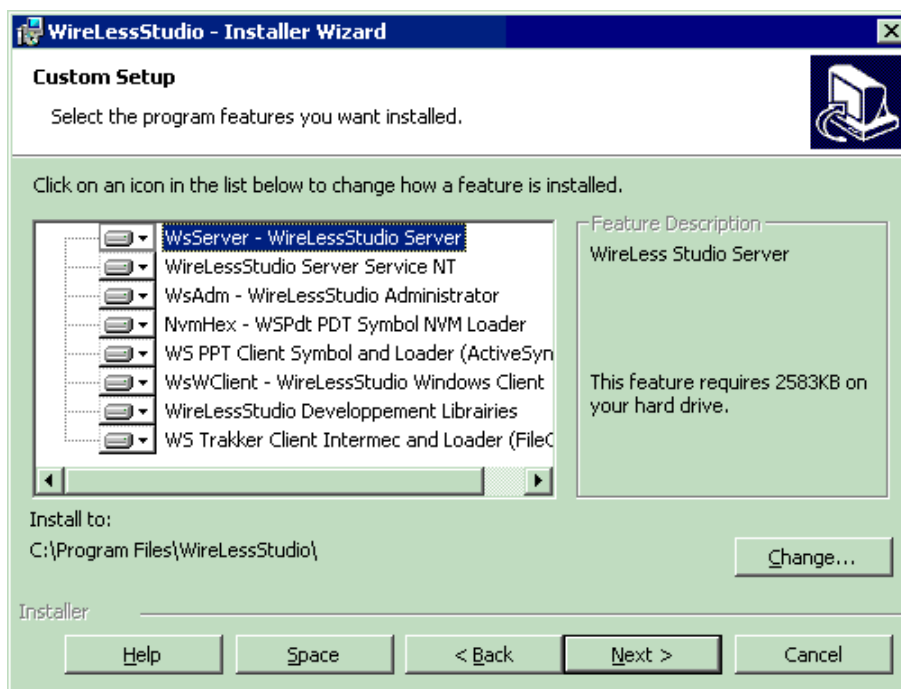 WireLessStudio - Installer Wizard
Custom Setup
Select the program features you want installed.
Click on an icon in the list below to change how a feature is installed.
WsServer - WireLessStudio Server
WireLessStudio Server Service NT
WsAdm - WireLessStudio Administrator
NvmHex - WSPdt PDT Symbol NVM Loader
WS PPT Client Symbol and Loader (ActiveSyn
WsWClient - WireLessStudio Windows Client
WireLessStudio Developpement Librairies
WS Trakker Client Intermec and Loader (FileC
Feature Description
WireLess Studio Server
This feature requires 2583KB on
your hard drive.
Install to:
C:\Program Files\WireLessStudio\
Change...
Installer
Help
Space
< Back
Next >
Cancel